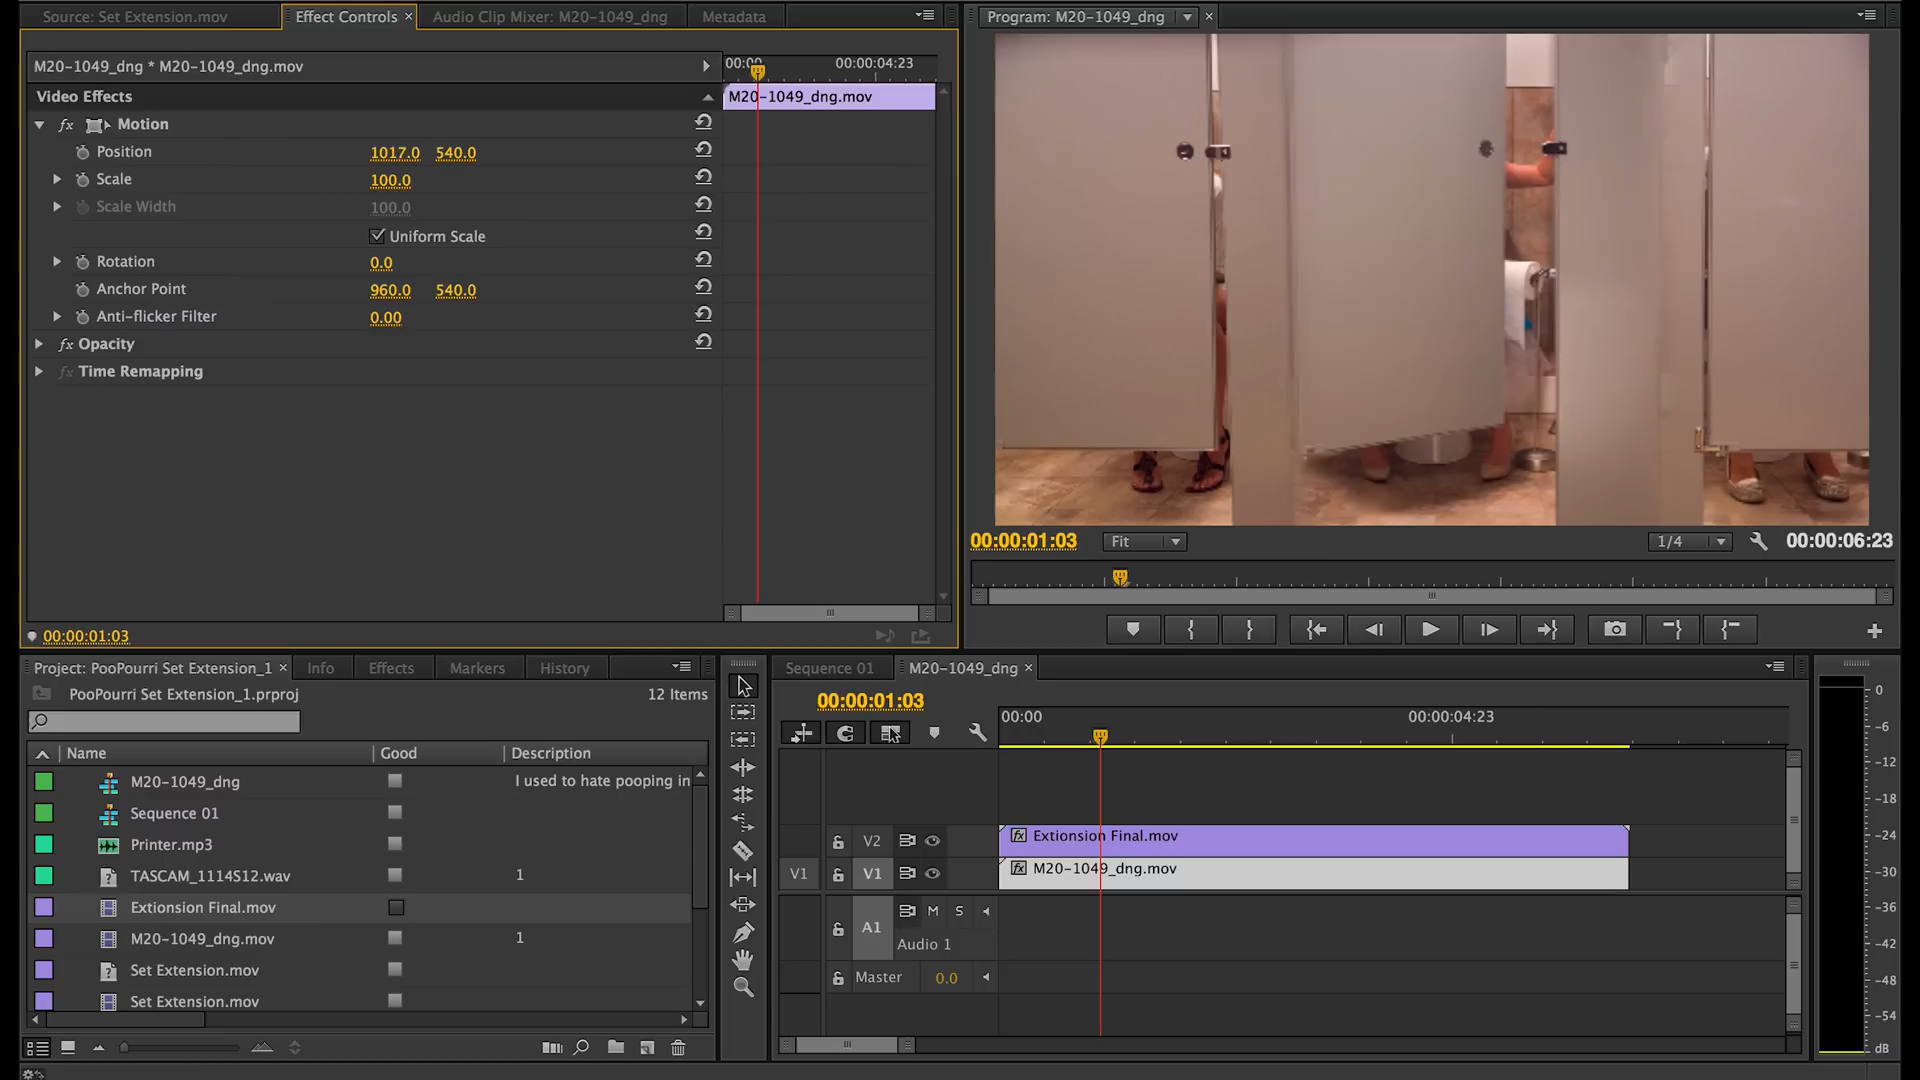 Source: Set Extension.mov
Effect Controls ×
Audio Clip Mixer: M20-1049_dng
Metadata
M20-1049_dng * M20-1049_dng.mov
00:00
00:00:04:23
Video Effects
M20-1049_dng.mov
fx Motion
Position 1017.0 540.0
Scale 100.0
Scale Width 100.0
Uniform Scale
Rotation 0.0
Anchor Point 960.0 540.0
Anti-flicker Filter 0.00
fx Opacity
fx Time Remapping
00:00:01:03
Program: M20-1049_dng ×
00:00:01:03
Fit
1/4
00:00:06:23
Project: PooPourri Set Extension_1 ×
Info
Effects
Markers
History
PooPourri Set Extension_1.prproj
12 Items
Name
Good
Description
M20-1049_dng
I used to hate pooping in
Sequence 01
Printer.mp3
TASCAM_1114S12.wav
1
Extionsion Final.mov
M20-1049_dng.mov
1
Set Extension.mov
Set Extension.mov
Sequence 01
M20-1049_dng ×
00:00:01:03
00:00
00:00:04:23
V2
fx Extionsion Final.mov
V1
V1
fx M20-1049_dng.mov
A1
M S
Audio 1
Master 0.0
0
-6
-12
-18
-24
-30
-36
-42
-48
-54
dB